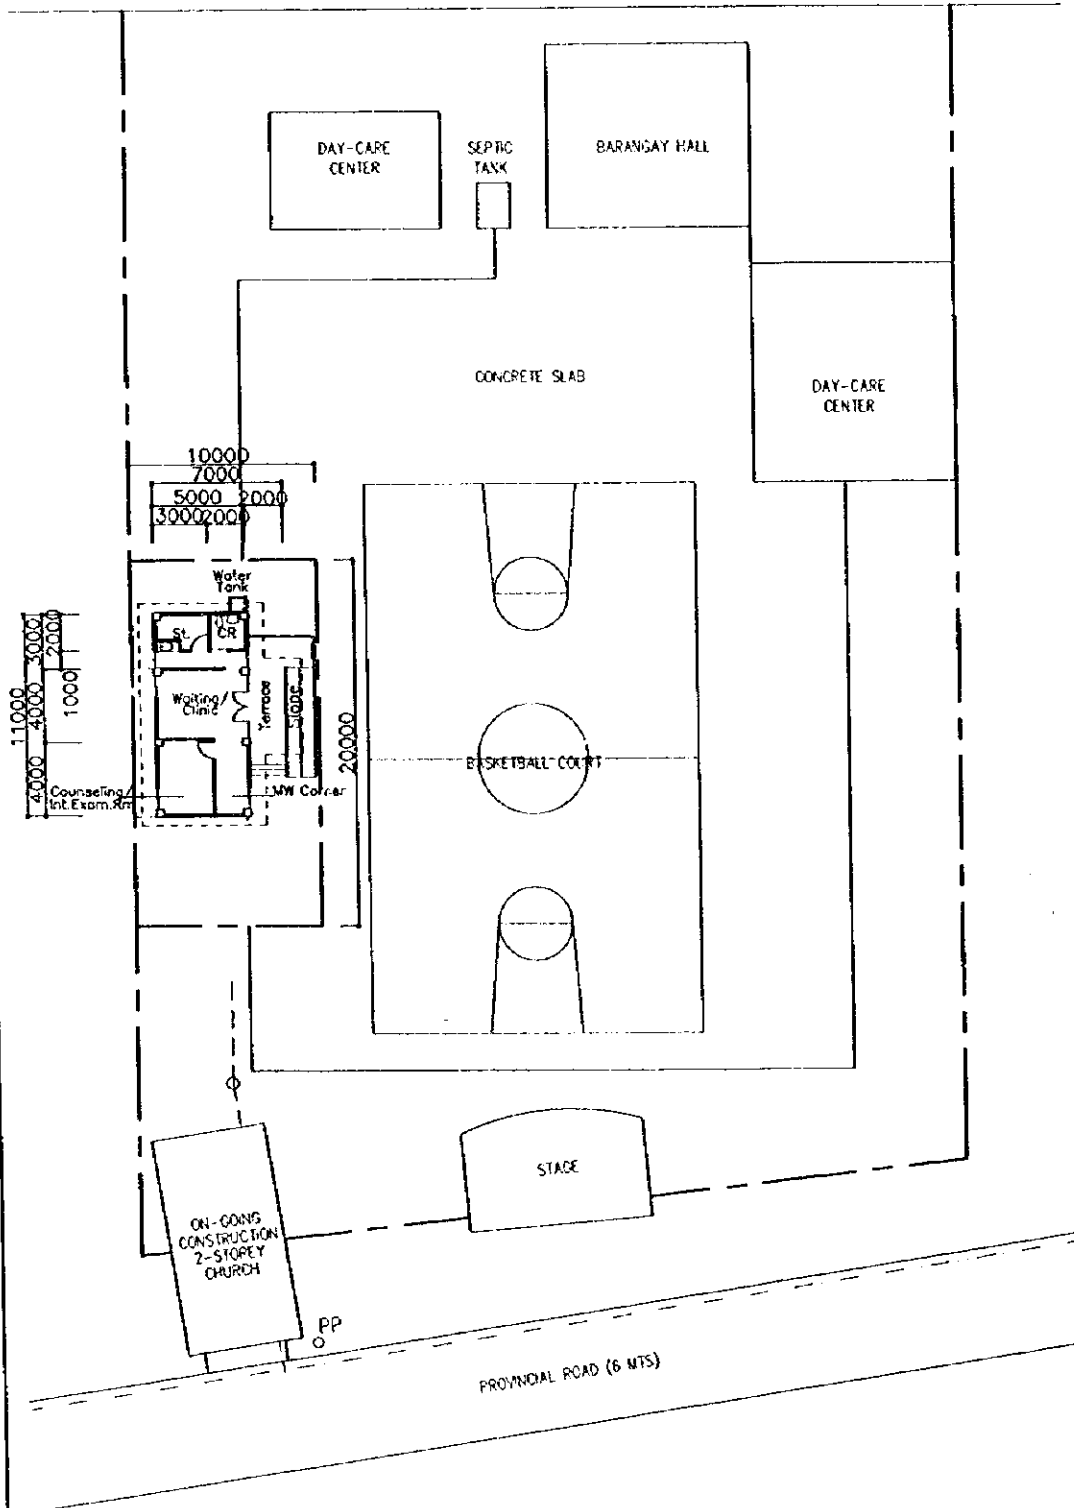 DAY-CARE
CENTER
SEPTIC
TANK
BARANGAY HALL
CONCRETE SLAB
DAY-CARE
CENTER
10000
7000
5000 2000
3000 2000
Water
Tank
St. CR
Waiting/
Clinic
Terrace
Slope
Counseling/
Int.Exam.Rm
MW Corner
11000
3000
4000
4000
2000
1000
20000
BASKETBALL COURT
STAGE
ON-GOING
CONSTRUCTION
2-STOREY
CHURCH
PP
PROVINCIAL ROAD (6 MTS)